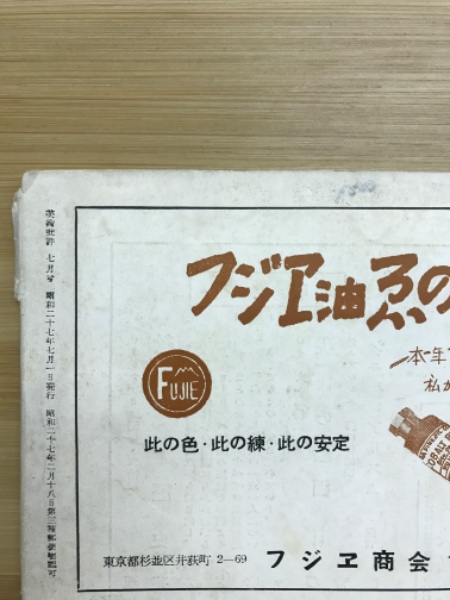 美術批評 七月号 昭和二十七年七月一日発行 昭和二十七年二月十八日第三種郵便物認可
フジヱ油ゑの
一本年
私が
FUJIE
此の色・此の練・此の安定
COBALT
東京都杉並区井荻町 2―69 フジヱ商会